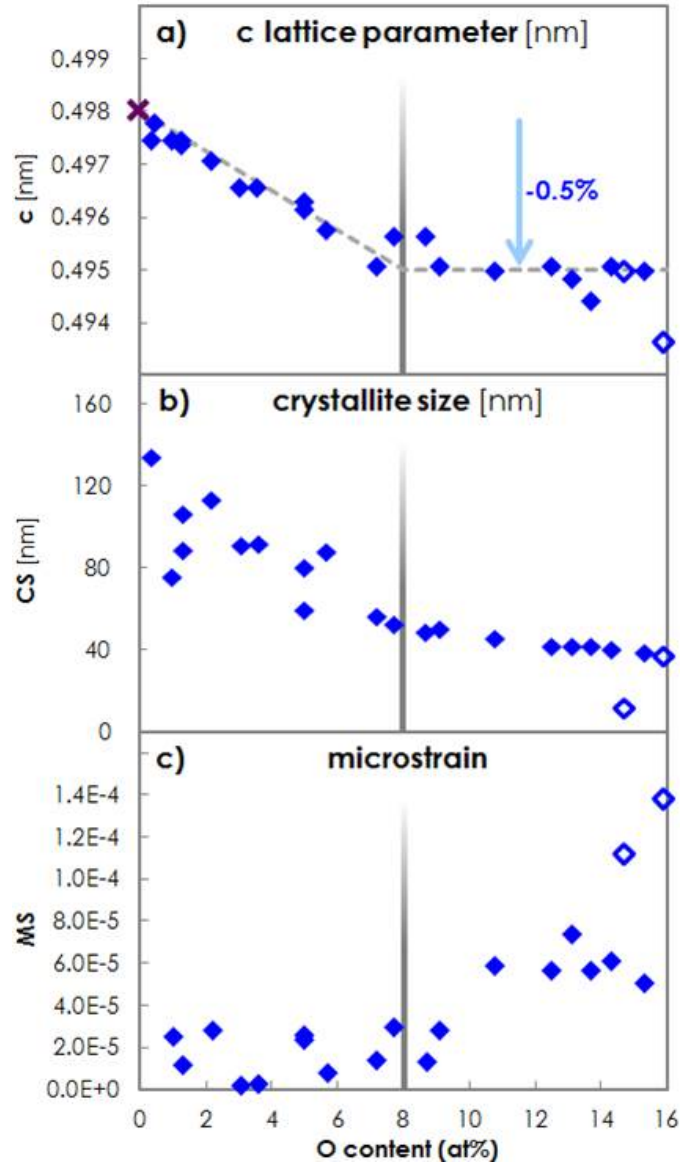 a) c lattice parameter [nm]
0.499
0.498
0.497
0.496
0.495
0.494
c [nm]
-0.5%
b) crystallite size [nm]
160
120
80
40
0
CS [nm]
c) microstrain
1.4E-4
1.2E-4
1.0E-4
8.0E-5
6.0E-5
4.0E-5
2.0E-5
0.0E+0
MS
0 2 4 6 8 10 12 14 16
O content (at%)